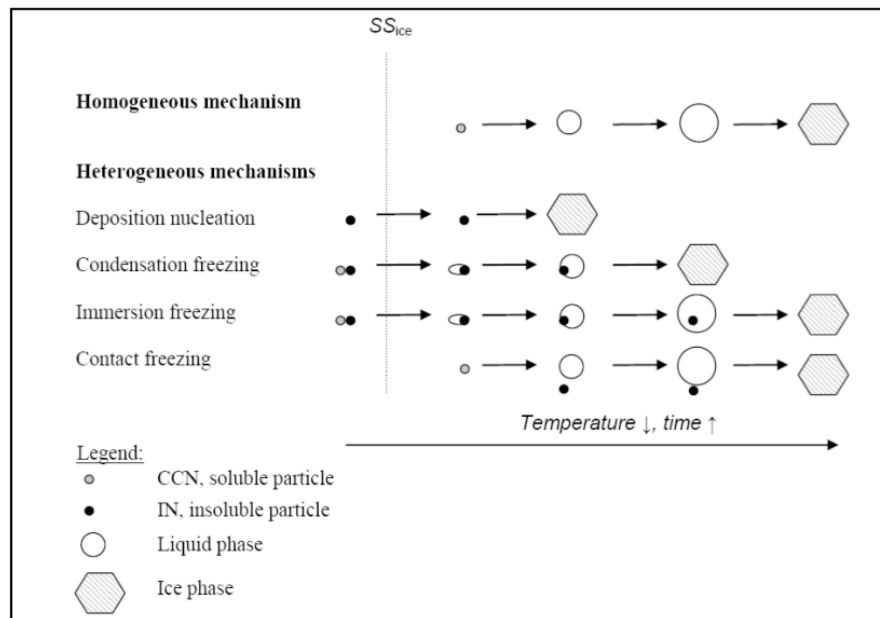 SSice
Homogeneous mechanism
Heterogeneous mechanisms
Deposition nucleation
Condensation freezing
Immersion freezing
Contact freezing
Temperature ↓, time ↑
Legend:
CCN, soluble particle
IN, insoluble particle
Liquid phase
Ice phase